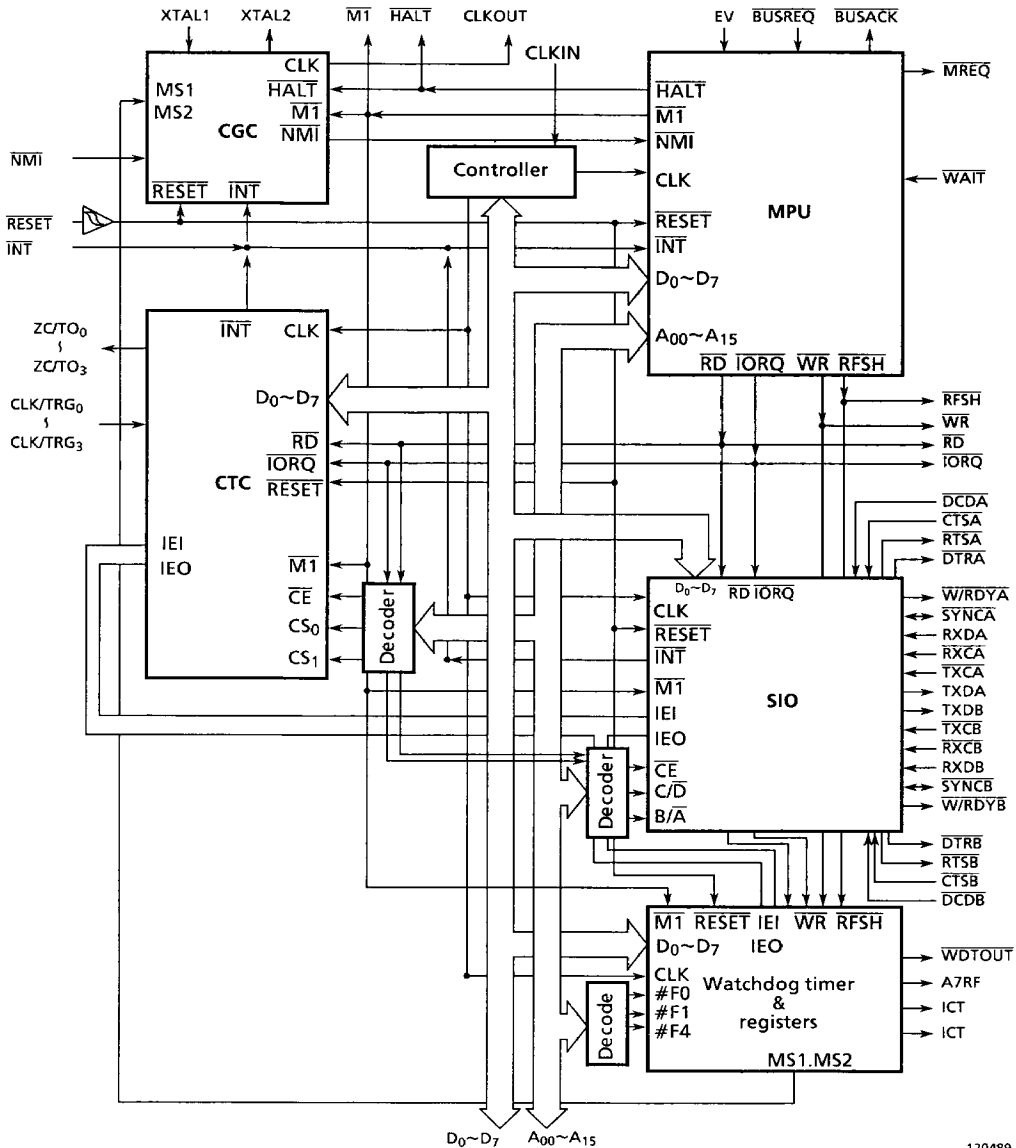 XTAL1 XTAL2 M1 HALT CLKOUT EV BUSREQ BUSACK
CLKIN
CLK
HALT
M1
NMI
MS1
MS2
CGC
RESET INT
NMI
RESET
INT
Controller
HALT
M1
NMI
CLK
RESET
INT
D0~D7
A00~A15
MPU
RD IORQ WR RFSH
MREQ
WAIT
RFSH
WR
RD
IORQ
ZC/TO0
~
ZC/TO3
CLK/TRG0
~
CLK/TRG3
INT CLK
D0~D7
RD
IORQ
RESET
CTC
IEI
IEO
M1
CE
CS0
CS1
Decoder
DCDA
CTSA
RTSA
DTRA
D0~D7 RD IORQ
CLK
RESET
INT
M1
IEI
IEO
CE
C/D
B/A
SIO
Decoder
W/RDYA
SYNCA
RXDA
RXCA
TXCA
TXDA
TXDB
TXCB
RXCB
RXDB
SYNCB
W/RDYB
DTRB
RTSB
CTSB
DCDB
M1 RESET IEI WR RFSH
D0~D7 IEO
CLK
#F0
#F1
#F4
Watchdog timer
&
registers
MS1.MS2
Decode
WDTOUT
A7RF
ICT
ICT
D0~D7 A00~A15
120489